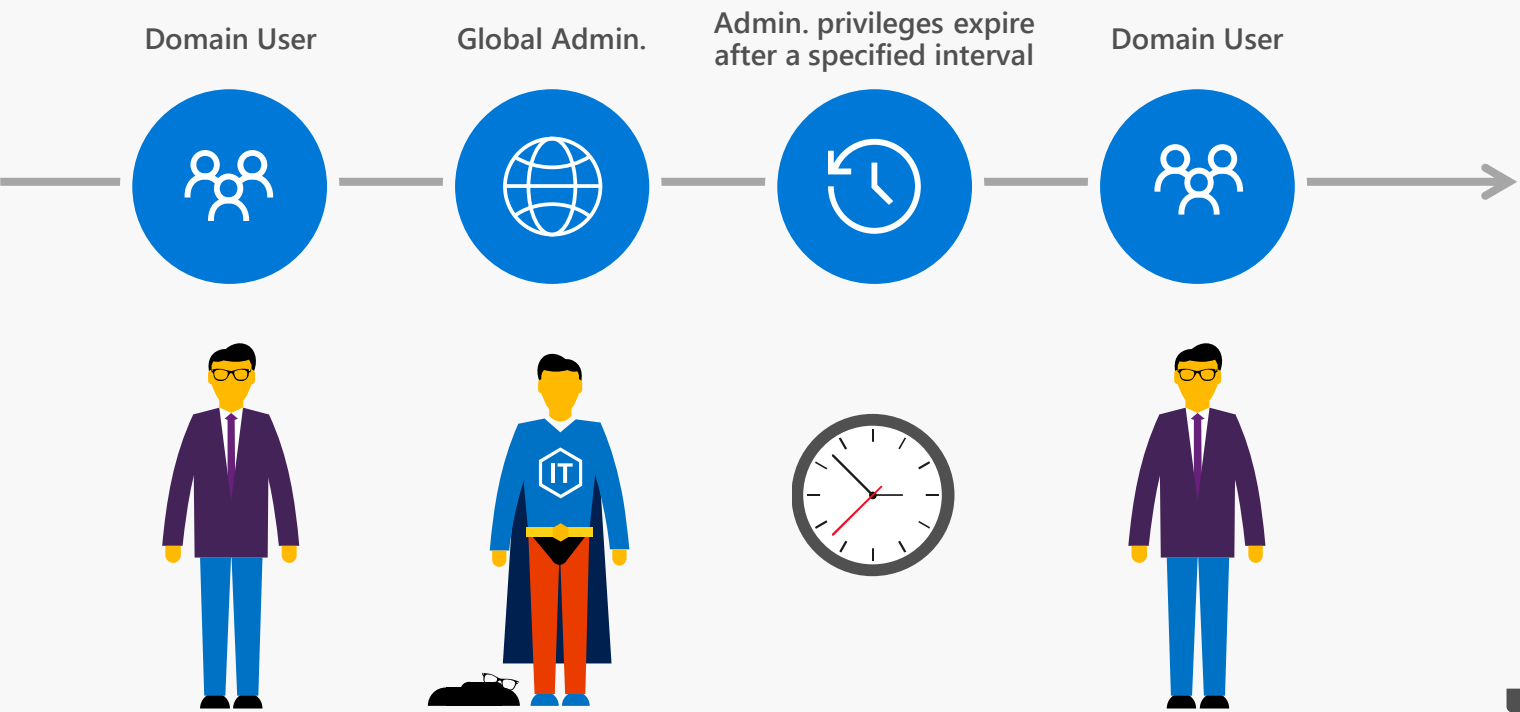 Domain User
Global Admin.
Admin. privileges expire
after a specified interval
Domain User
IT